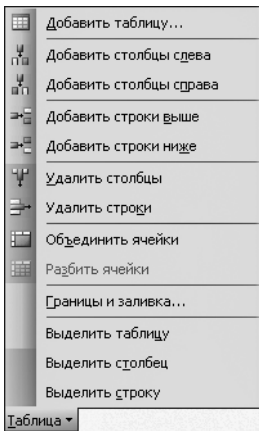 Добавить таблицу...
Добавить столбцы слева
Добавить столбцы справа
Добавить строки выше
Добавить строки ниже
Удалить столбцы
Удалить строки
Объединить ячейки
Разбить ячейки
Границы и заливка...
Выделить таблицу
Выделить столбец
Выделить строку
Таблица